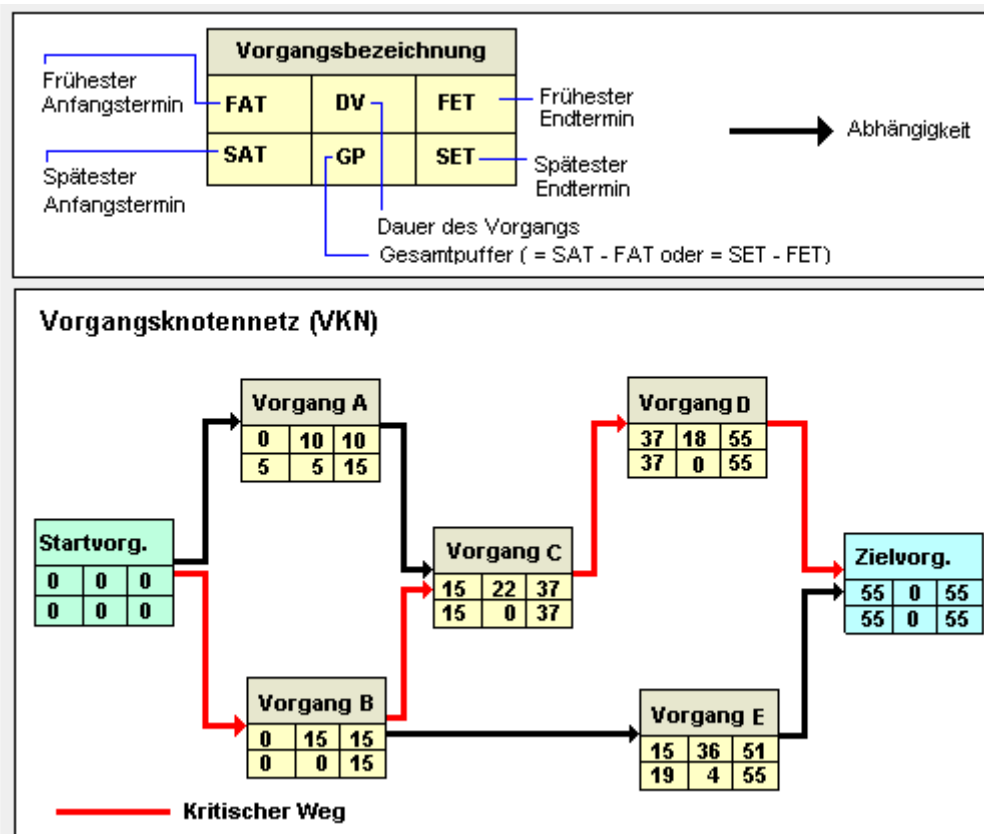 Vorgangsbezeichnung
Frühester
Anfangstermin
FAT DV FET
Frühester
Endtermin
Abhängigkeit
SAT GP SET
Spätester
Anfangstermin
Spätester
Endtermin
Dauer des Vorgangs
Gesamtpuffer ( = SAT - FAT oder = SET - FET)
Vorgangsknotennetz (VKN)
Vorgang A
0 10 10
5 5 15
Vorgang D
37 18 55
37 0 55
Startvorg.
0 0 0
0 0 0
Vorgang C
15 22 37
15 0 37
Zielvorg.
55 0 55
55 0 55
Vorgang B
0 15 15
0 0 15
Vorgang E
15 36 51
19 4 55
Kritischer Weg